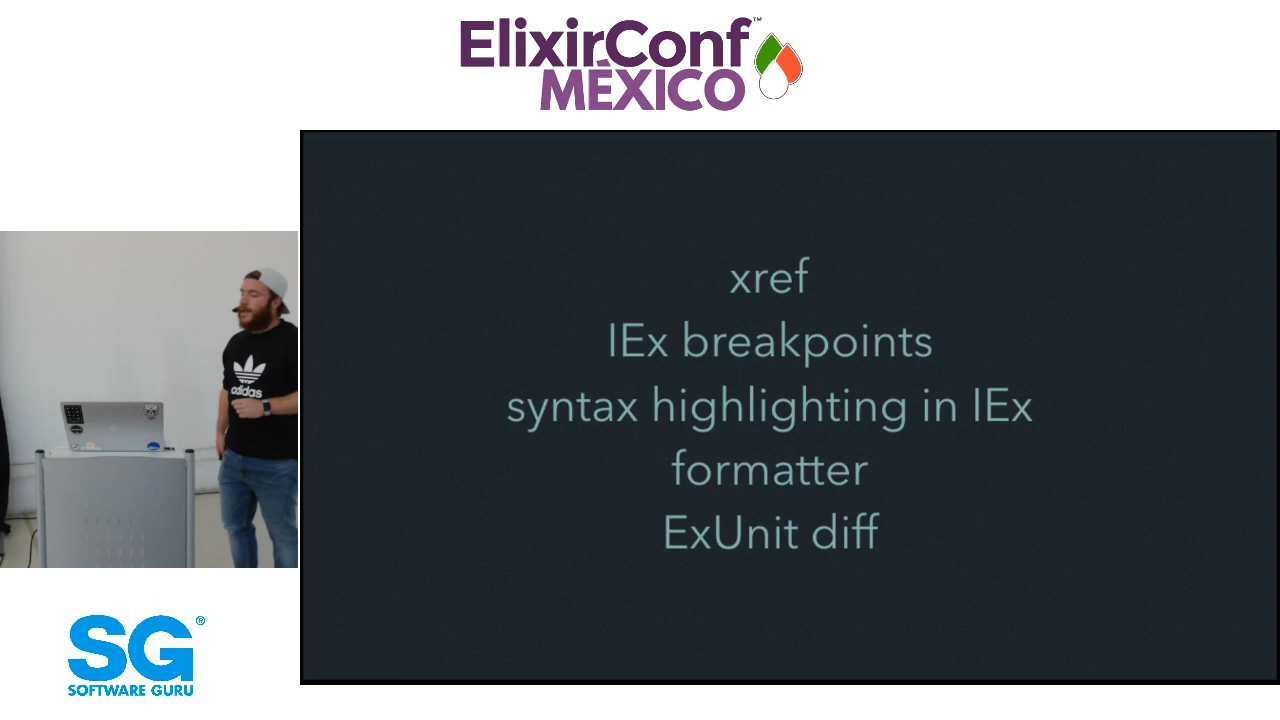 ElixirConf™
MÉXICO
xref
IEx breakpoints
syntax highlighting in IEx
formatter
ExUnit diff
adidas
SG®
SOFTWARE GURU